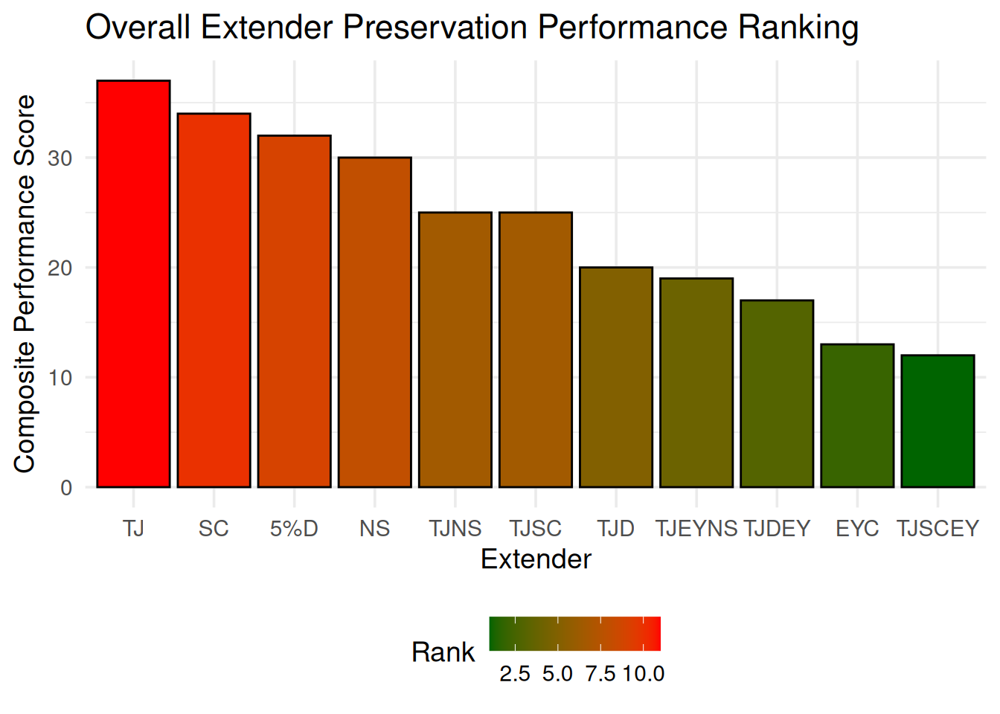 Overall Extender Preservation Performance Ranking
Composite Performance Score
30
20
10
0
TJ SC 5%D NS TJNS TJSC TJD TJEYNS TJDEY EYC TJSCEY
Extender
Rank
2.5 5.0 7.5 10.0